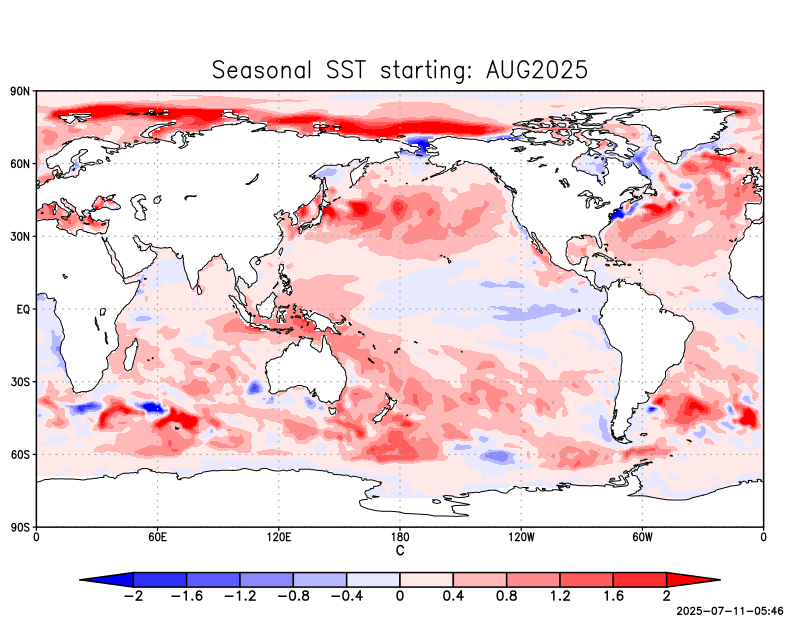 Seasonal SST starting: AUG2025
90N
60N
30N
EQ
30S
60S
90S
0 60E 120E 180 120W 60W 0
C
−2 −1.6 −1.2 −0.8 −0.4 0 0.4 0.8 1.2 1.6 2
2025-07-11-05:46